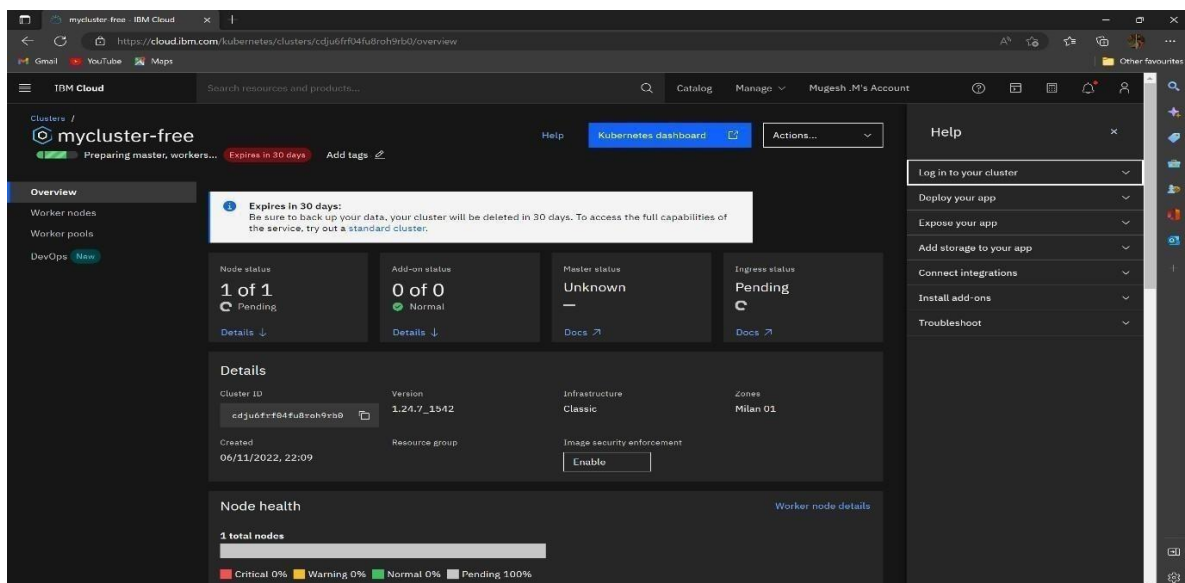 mycluster-free - IBM Cloud
https://cloud.ibm.com/kubernetes/clusters/cdju6frf04fu8roh9rb0/overview
Gmail YouTube Maps Other favourites
IBM Cloud Search resources and products... Catalog Manage Mugesh .M's Account
Clusters /
mycluster-free
Help Kubernetes dashboard Actions...
Preparing master, workers... Expires in 30 days Add tags
Overview
Worker nodes
Worker pools
DevOps New
Expires in 30 days:
Be sure to back up your data, your cluster will be deleted in 30 days. To access the full capabilities of
the service, try out a standard cluster.
Node status
1 of 1
Pending
Details ↓
Add-on status
0 of 0
Normal
Details ↓
Master status
Unknown
—
Docs ↗
Ingress status
Pending
Docs ↗
Details
Cluster ID Version Infrastructure Zones
cdju6frf04fu8roh9rb0 1.24.7_1542 Classic Milan 01
Created Resource group Image security enforcement
06/11/2022, 22:09 Enable
Node health Worker node details
1 total nodes
Critical 0% Warning 0% Normal 0% Pending 100%
Help
Log in to your cluster
Deploy your app
Expose your app
Add storage to your app
Connect integrations
Install add-ons
Troubleshoot